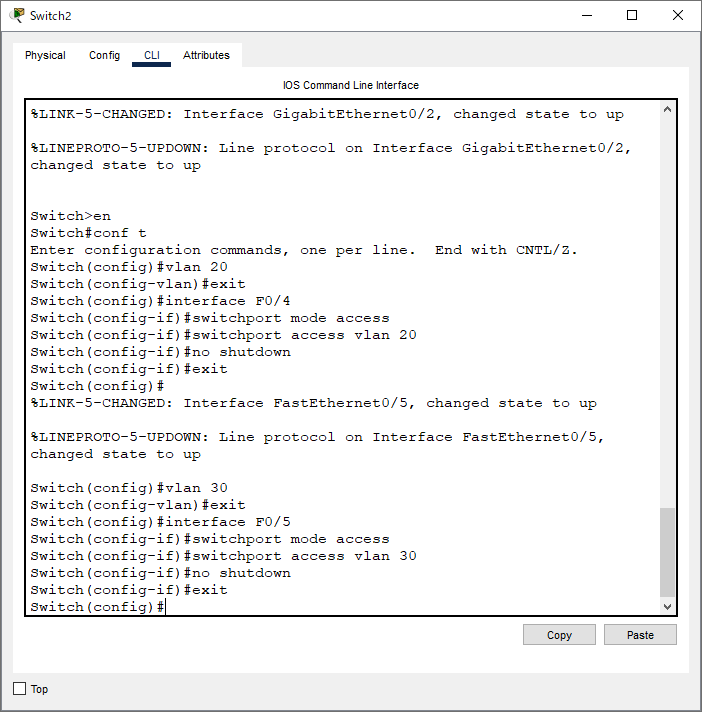 Switch2
Physical Config CLI Attributes
IOS Command Line Interface
%LINK-5-CHANGED: Interface GigabitEthernet0/2, changed state to up
%LINEPROTO-5-UPDOWN: Line protocol on Interface GigabitEthernet0/2,
changed state to up
Switch>en
Switch#conf t
Enter configuration commands, one per line.  End with CNTL/Z.
Switch(config)#vlan 20
Switch(config-vlan)#exit
Switch(config)#interface F0/4
Switch(config-if)#switchport mode access
Switch(config-if)#switchport access vlan 20
Switch(config-if)#no shutdown
Switch(config-if)#exit
Switch(config)#
%LINK-5-CHANGED: Interface FastEthernet0/5, changed state to up
%LINEPROTO-5-UPDOWN: Line protocol on Interface FastEthernet0/5,
changed state to up
Switch(config)#vlan 30
Switch(config-vlan)#exit
Switch(config)#interface F0/5
Switch(config-if)#switchport mode access
Switch(config-if)#switchport access vlan 30
Switch(config-if)#no shutdown
Switch(config-if)#exit
Switch(config)#
Copy Paste
Top